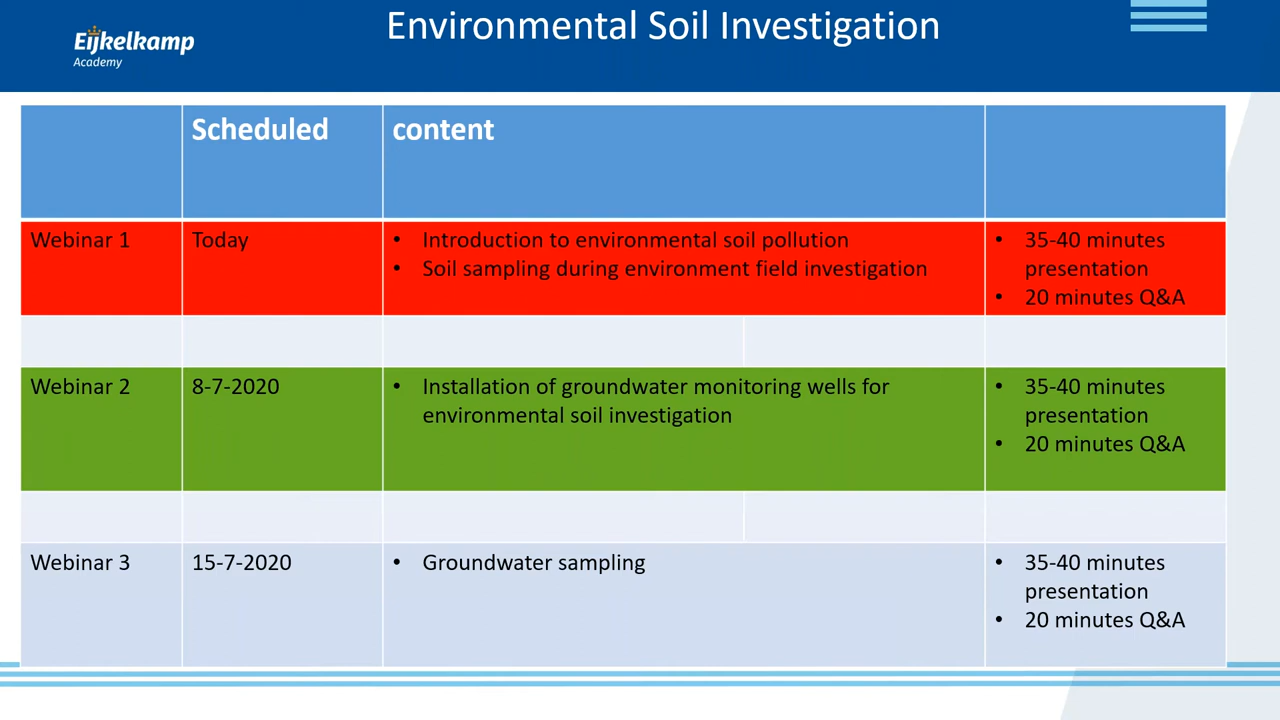 Environmental Soil Investigation
Eijkelkamp
Academy
Scheduled
content
Webinar 1
Today
• Introduction to environmental soil pollution
• Soil sampling during environment field investigation
• 35-40 minutes
presentation
• 20 minutes Q&A
Webinar 2
8-7-2020
• Installation of groundwater monitoring wells for
environmental soil investigation
• 35-40 minutes
presentation
• 20 minutes Q&A
Webinar 3
15-7-2020
• Groundwater sampling
• 35-40 minutes
presentation
• 20 minutes Q&A